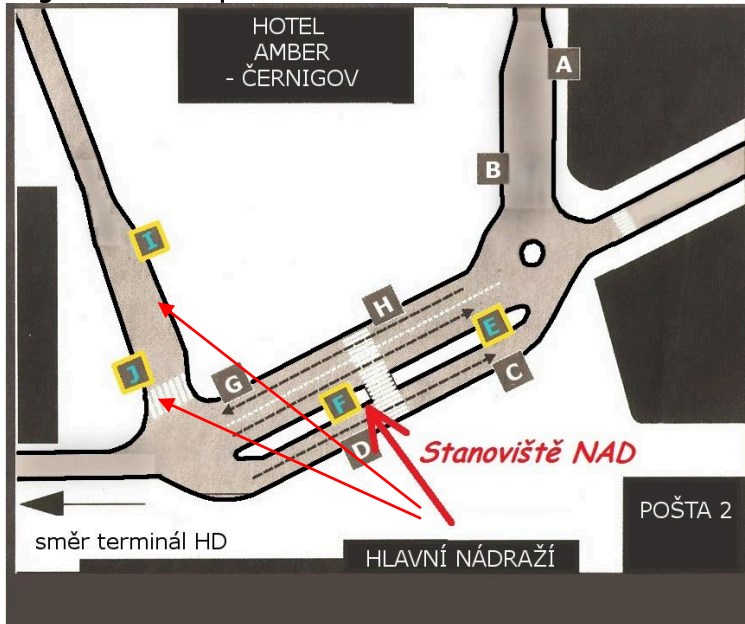 HOTEL
AMBER
- ČERNIGOV
A
B
I
H
E
J
G
C
F
D
Stanoviště NAD
POŠTA 2
směr terminál HD
HLAVNÍ NÁDRAŽÍ